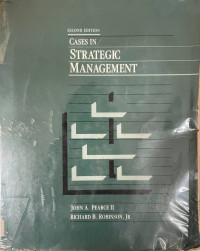 SECOND EDITION
CASES IN
STRATEGIC
MANAGEMENT
JOHN A. PEARCE II
RICHARD B. ROBINSON, JR